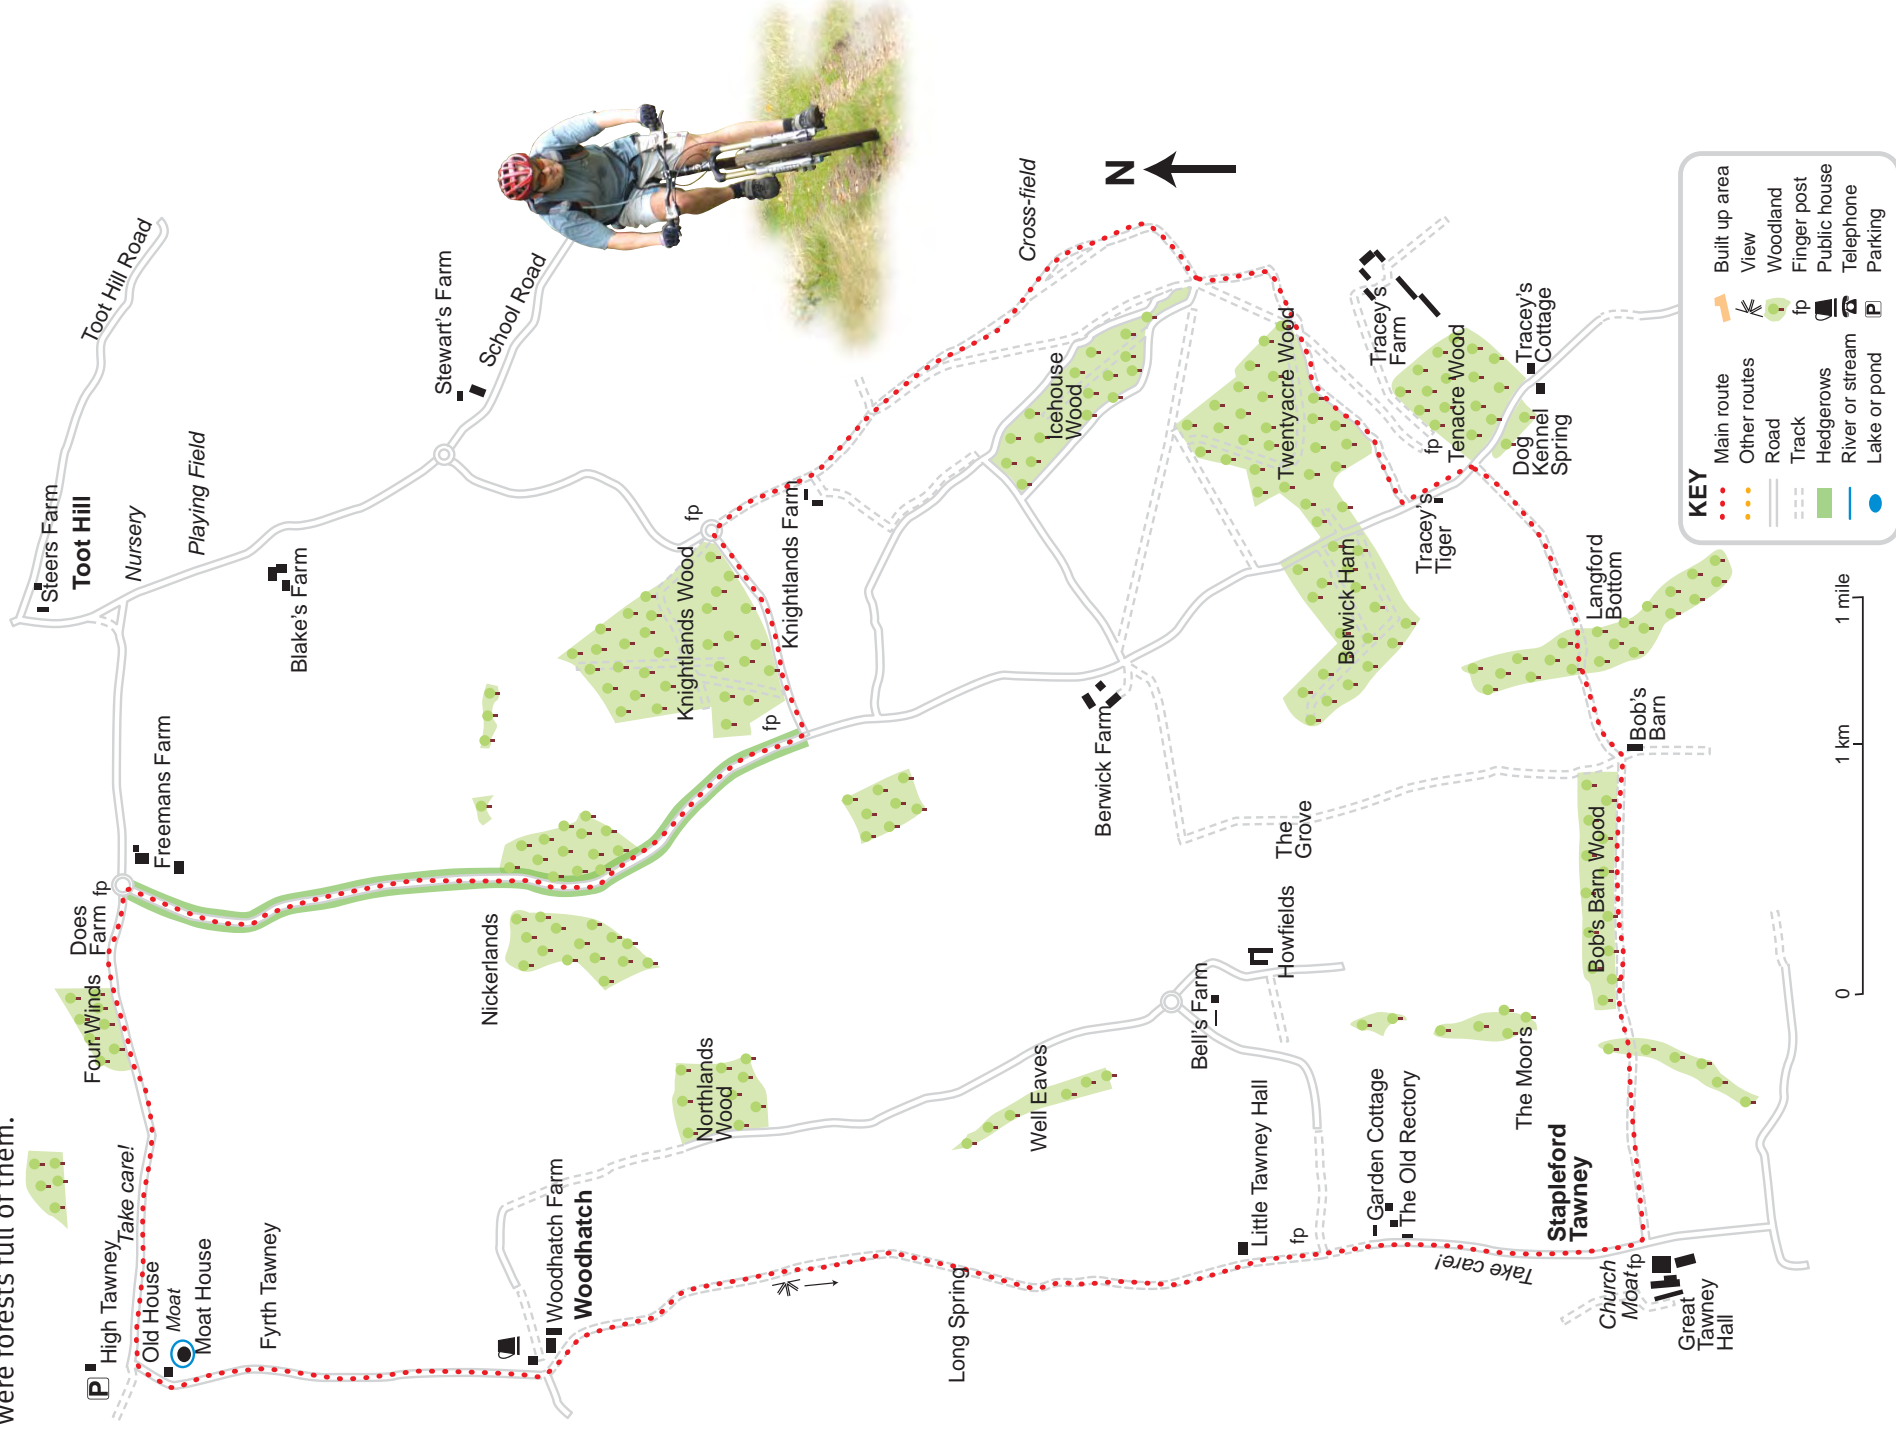 were forests full of them.
Toot Hill Road
Steers Farm
Toot Hill
Nursery
Playing Field
Stewart's Farm
School Road
Blake's Farm
Freemans Farm
Does
Farm
fp
Four Winds
Take care!
High Tawney
P
Old House
Moat
Moat House
Fyrth Tawney
Nickerlands
Knightlands Wood
fp
fp
Knightlands Farm
Cross-field
N
Icehouse
Wood
Twentyacre Wood
Tracey's
Farm
Tenacre Wood
fp
Tracey's
Cottage
Dog
Kennel
Spring
Tracey's
Tiger
Berwick Ham
Berwick Farm
Langford
Bottom
Bob's
Barn
The
Grove
Bob's Barn Wood
Howfields
Bell's Farm
Northlands
Wood
Well Eaves
Woodhatch Farm
Woodhatch
Long Spring
Little Tawney Hall
fp
Garden Cottage
The Old Rectory
The Moors
Take care!
Stapleford
Tawney
Church
Moat
fp
Great
Tawney
Hall
KEY
Main route
Other routes
Road
Track
Hedgerows
River or stream
Lake or pond
Built up area
View
Woodland
fp Finger post
Public house
Telephone
P Parking
0 1 km 1 mile